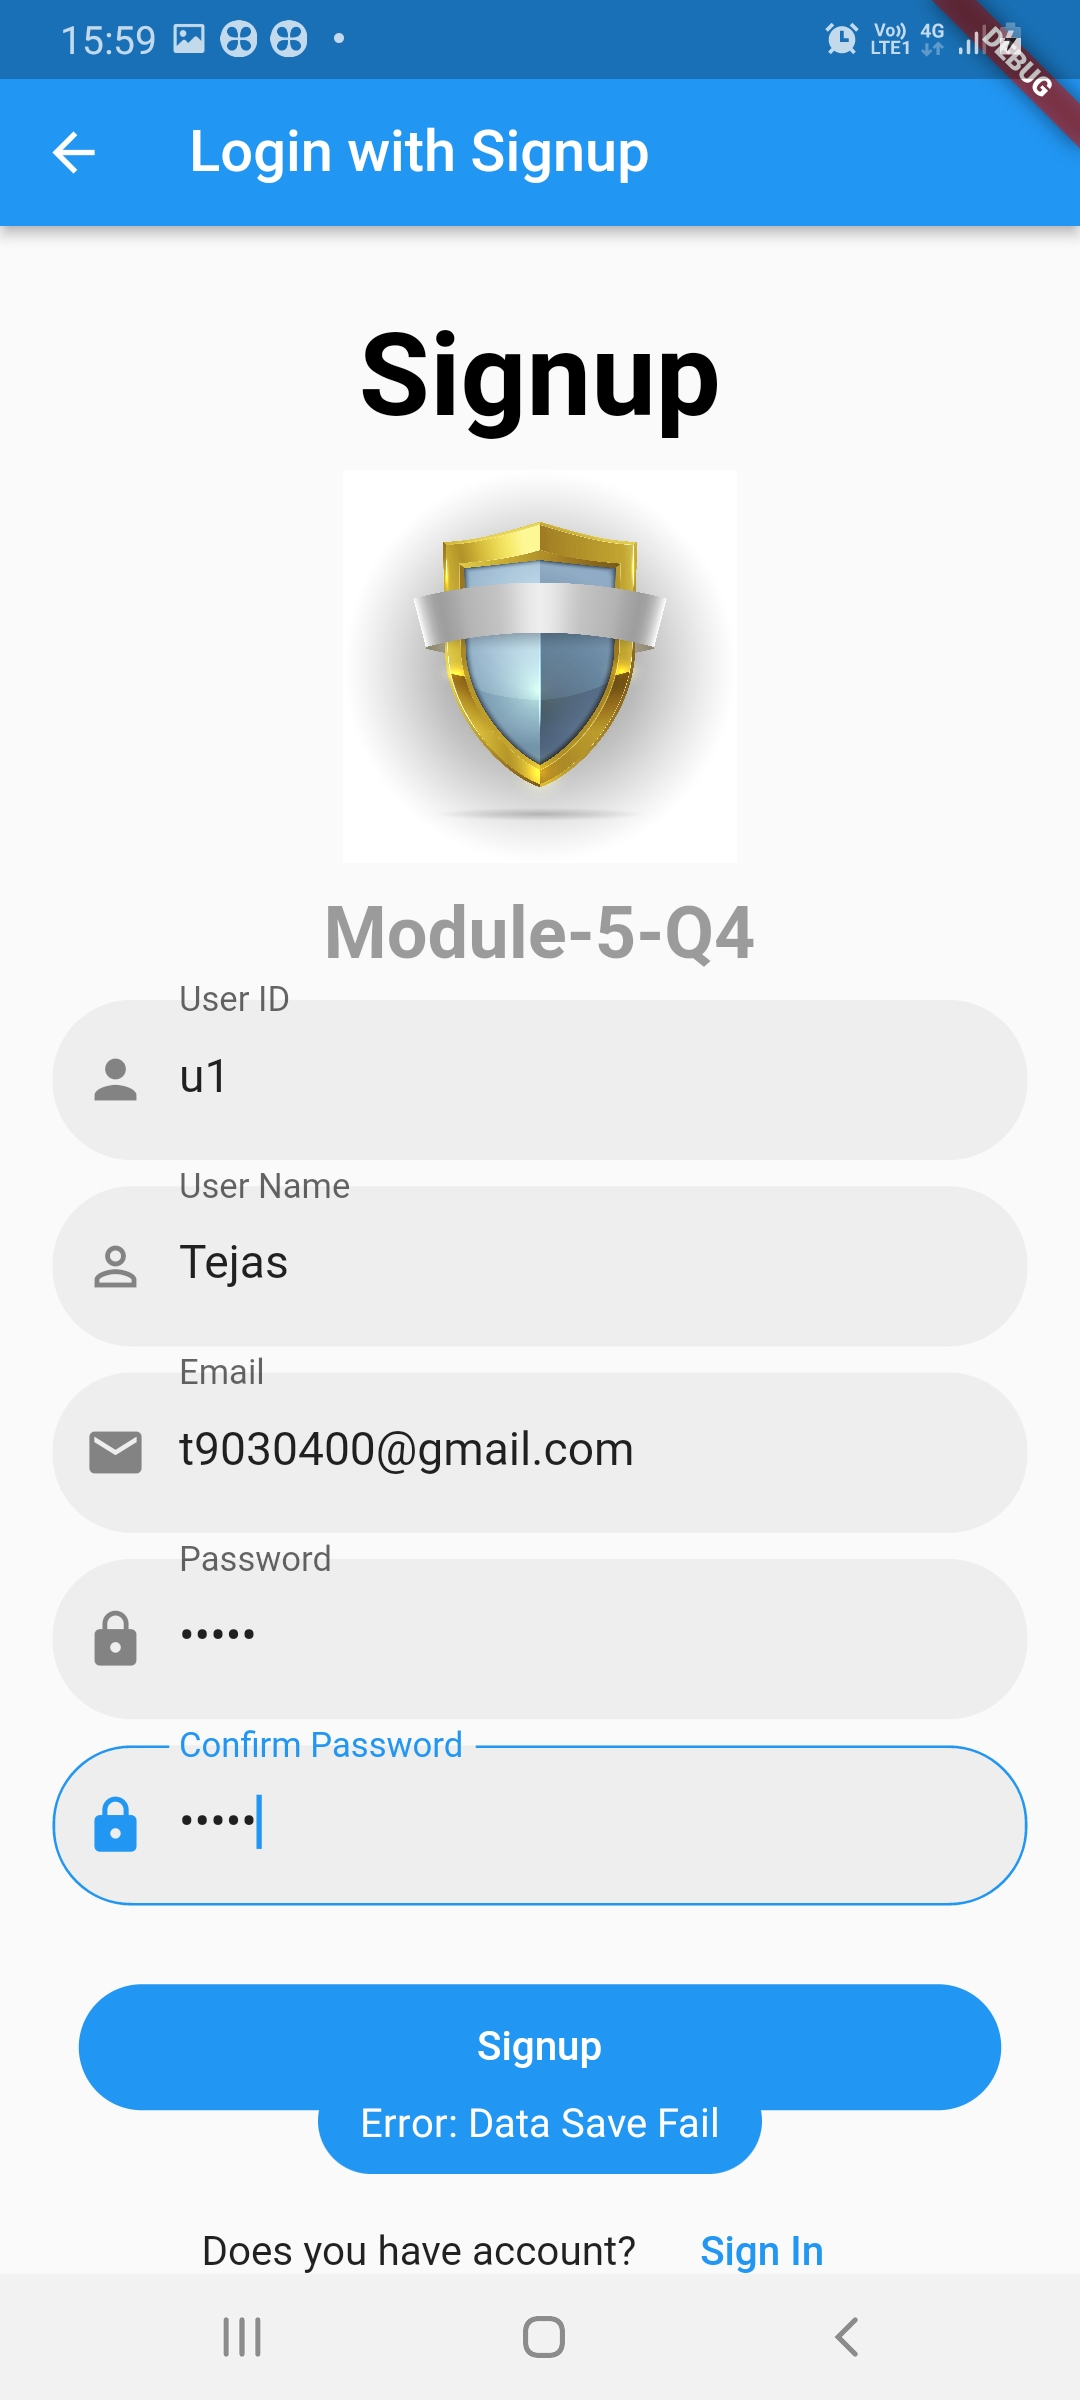 15:59
Vo)) 4G
LTE1
DEBUG
Login with Signup
Signup
Module-5-Q4
User ID
u1
User Name
Tejas
Email
t9030400@gmail.com
Password
•••••
Confirm Password
•••••
Signup
Error: Data Save Fail
Does you have account? Sign In